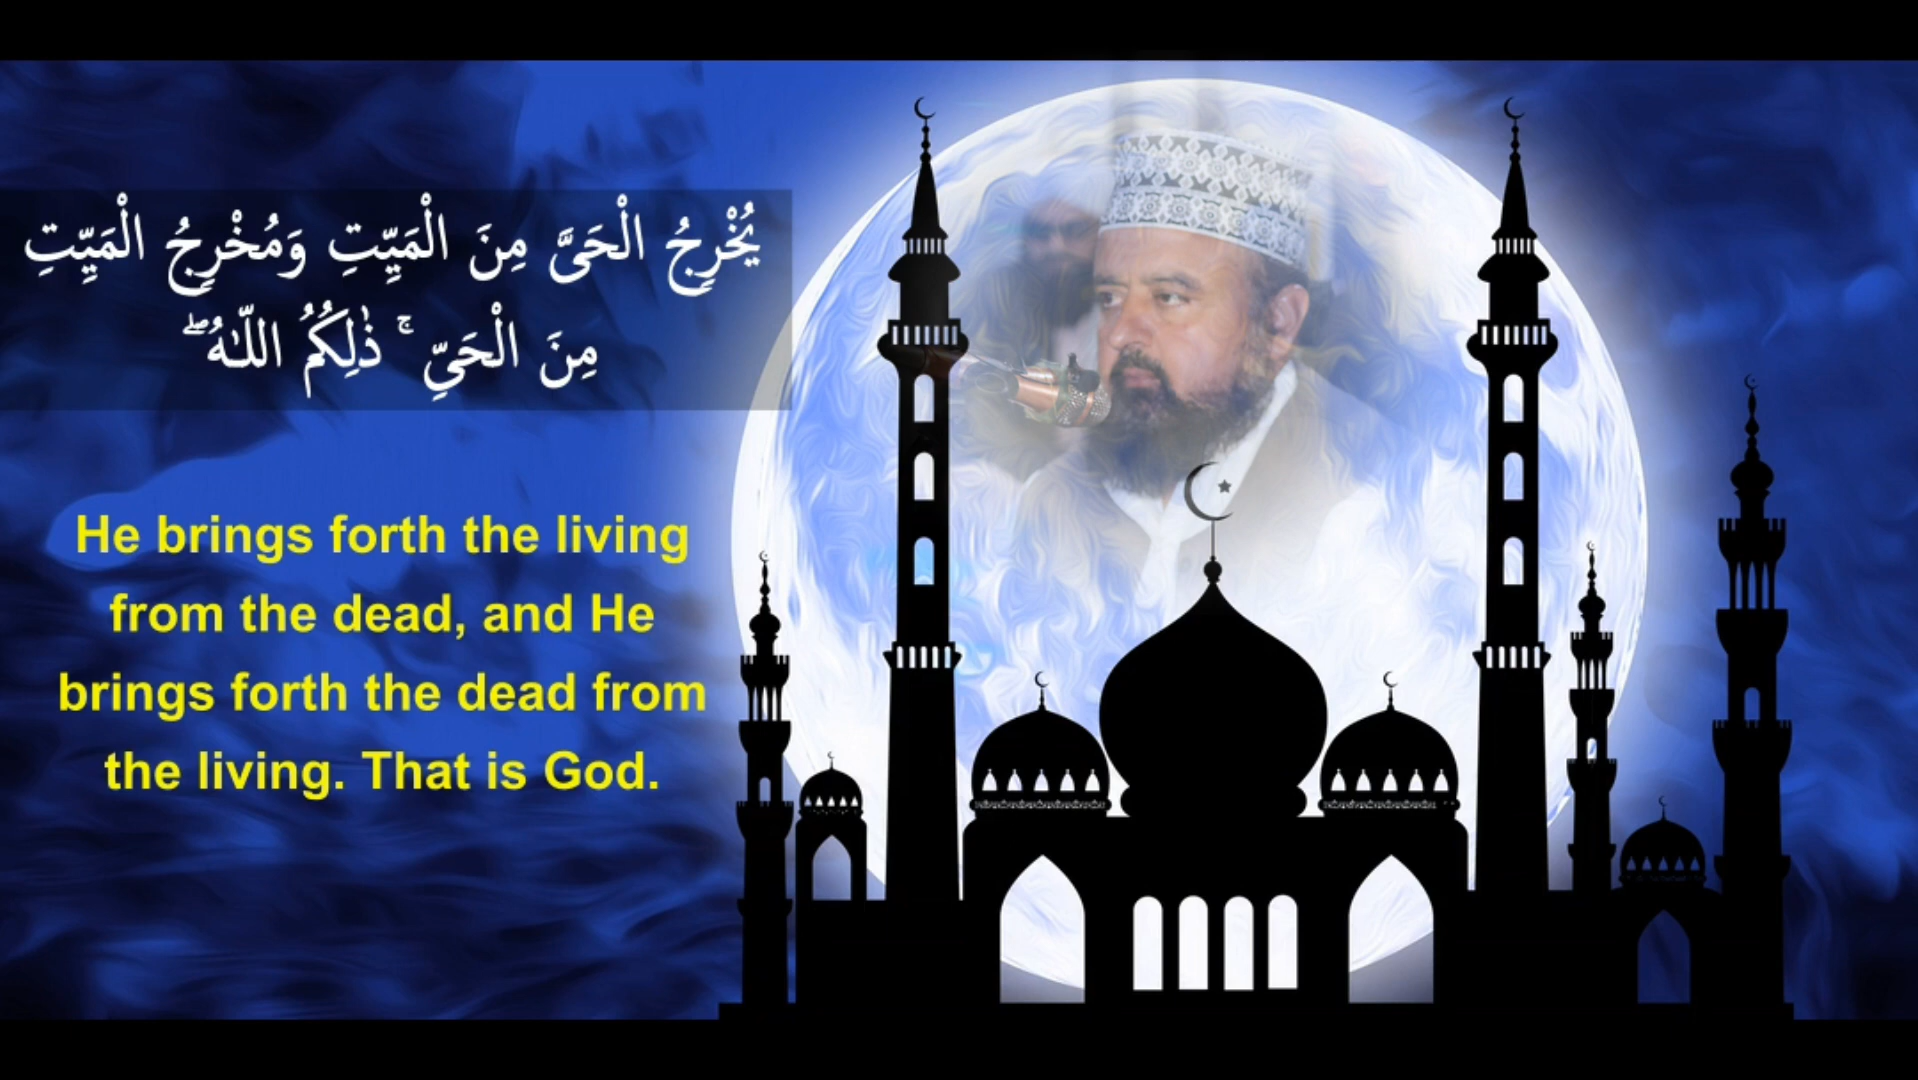 يُخْرِجُ الْحَىَّ مِنَ الْمَيِّتِ وَمُخْرِجُ الْمَيِّتِ
مِنَ الْحَيِّ ۚ ذَٰلِكُمُ اللَّـهُ ۖ
He brings forth the living
from the dead, and He
brings forth the dead from
the living. That is God.